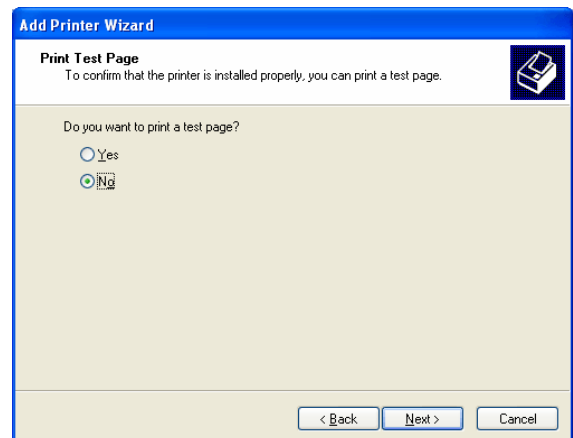 Add Printer Wizard
Print Test Page
To confirm that the printer is installed properly, you can print a test page.
Do you want to print a test page?
Yes
No
< Back
Next >
Cancel